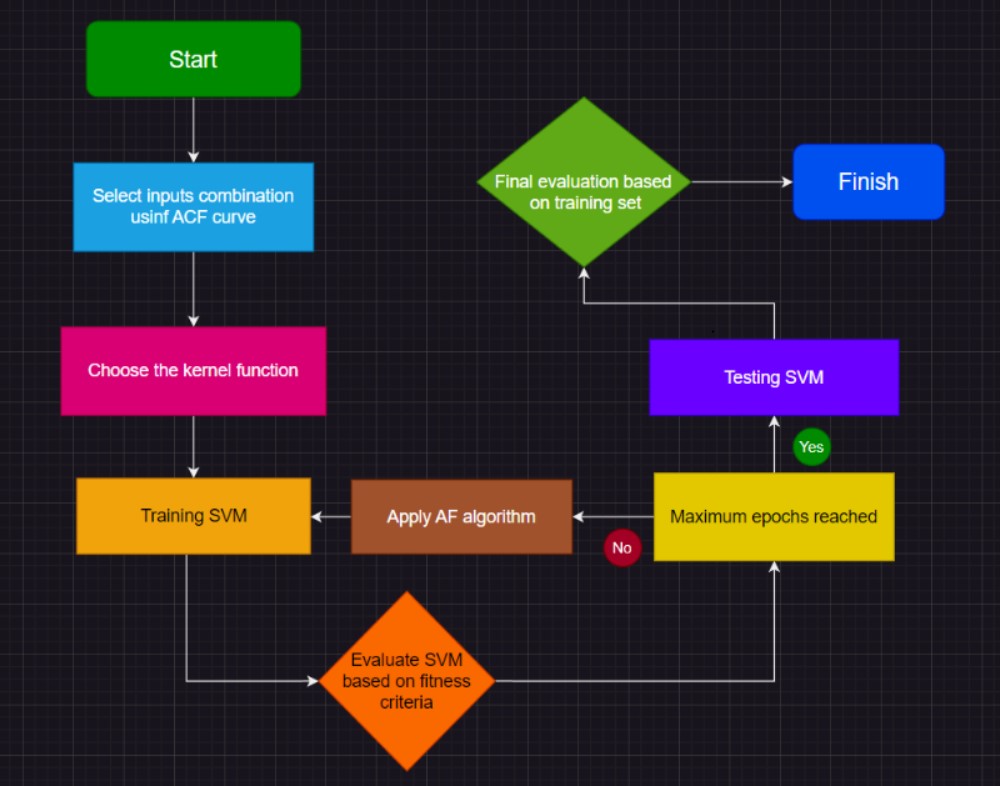 Start
Select inputs combination
usinf ACF curve
Choose the kernel function
Training SVM
Apply AF algorithm
Evaluate SVM
based on fitness
criteria
No
Maximum epochs reached
Yes
Testing SVM
Final evaluation based
on training set
Finish